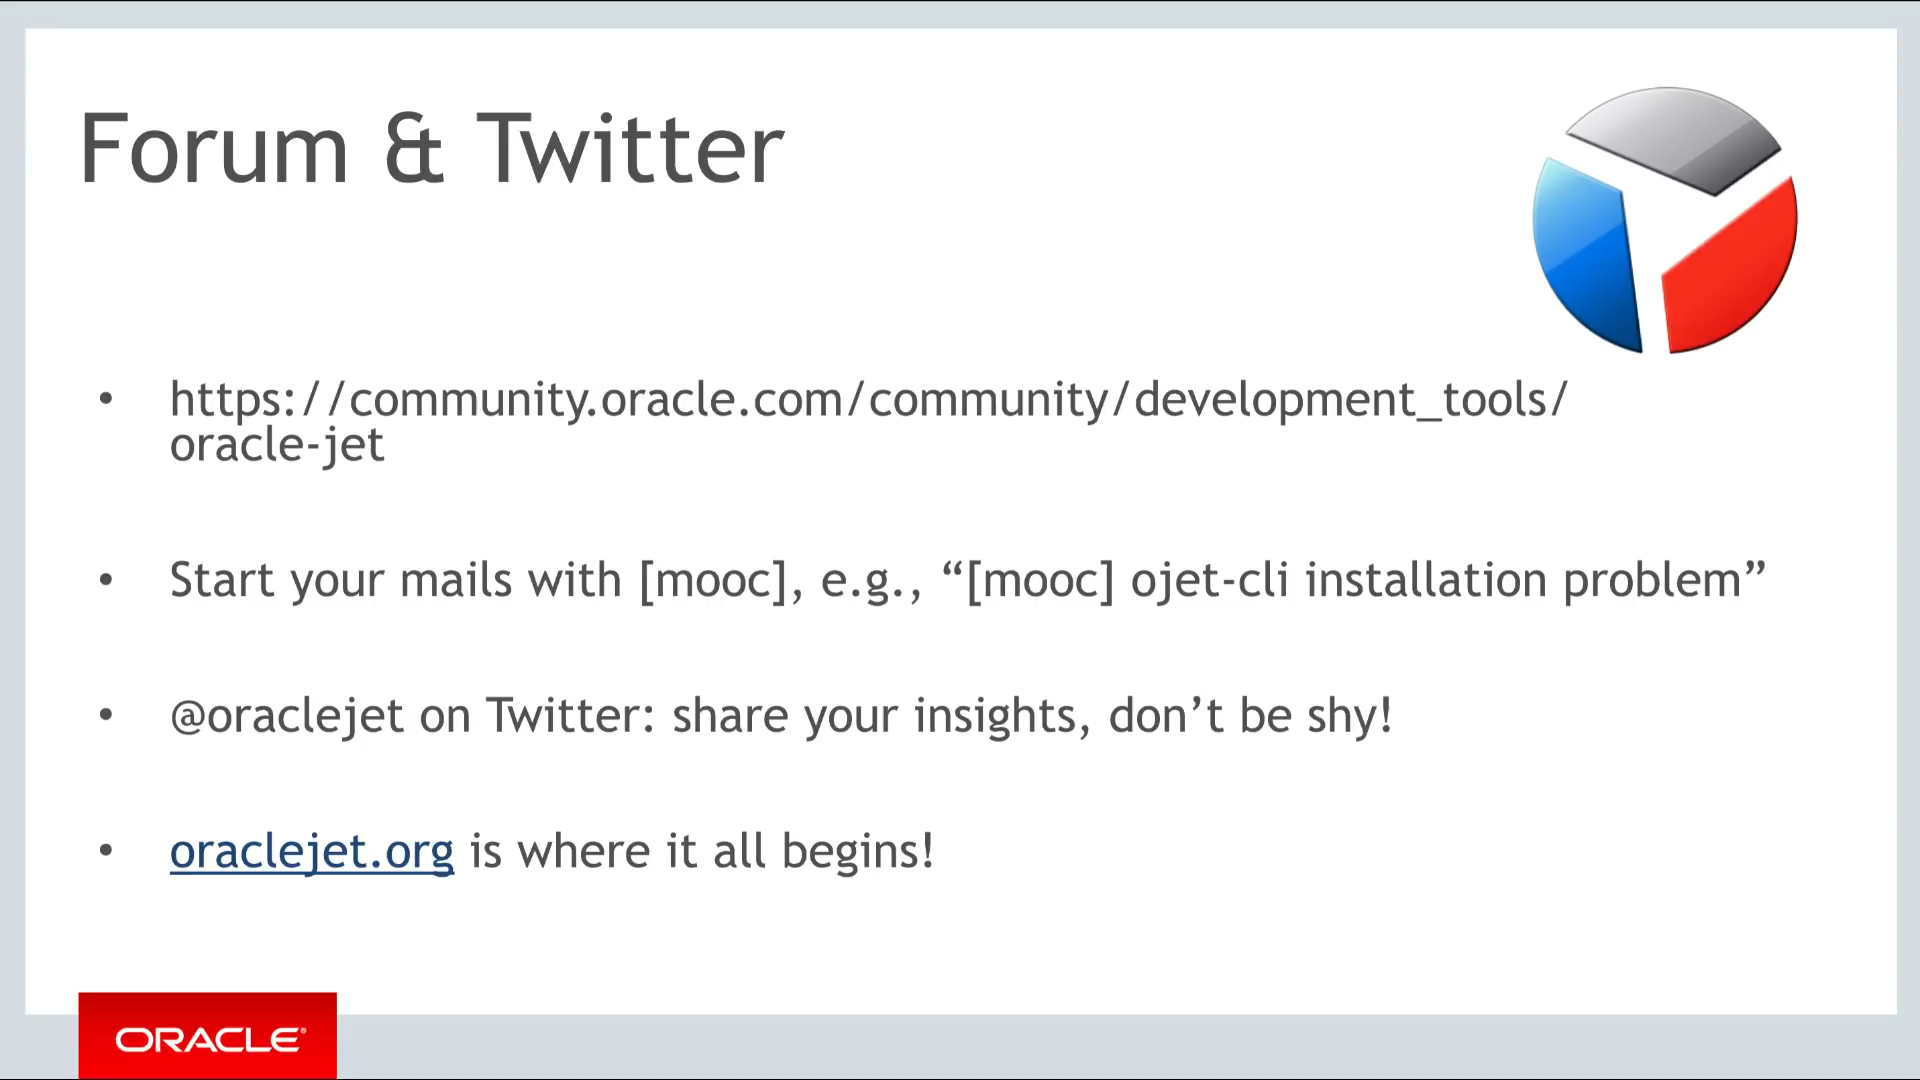 Forum & Twitter
• https://community.oracle.com/community/development_tools/
oracle-jet
• Start your mails with [mooc], e.g., “[mooc] ojet-cli installation problem”
• @oraclejet on Twitter: share your insights, don’t be shy!
• oraclejet.org is where it all begins!
ORACLE®